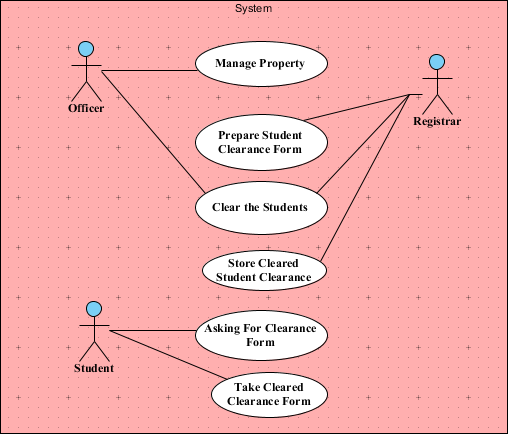 System
Manage Property
Officer
Registrar
Prepare Student
Clearance Form
Clear the Students
Store Cleared
Student Clearance
Asking For Clearance
Form
Student
Take Cleared
Clearance Form